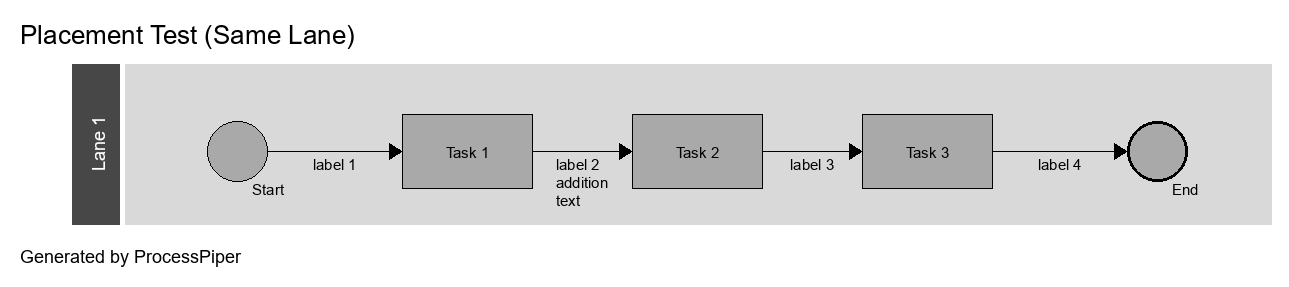 Placement Test (Same Lane)
Lane 1
Start
label 1
Task 1
label 2
addition
text
Task 2
label 3
Task 3
label 4
End
Generated by ProcessPiper